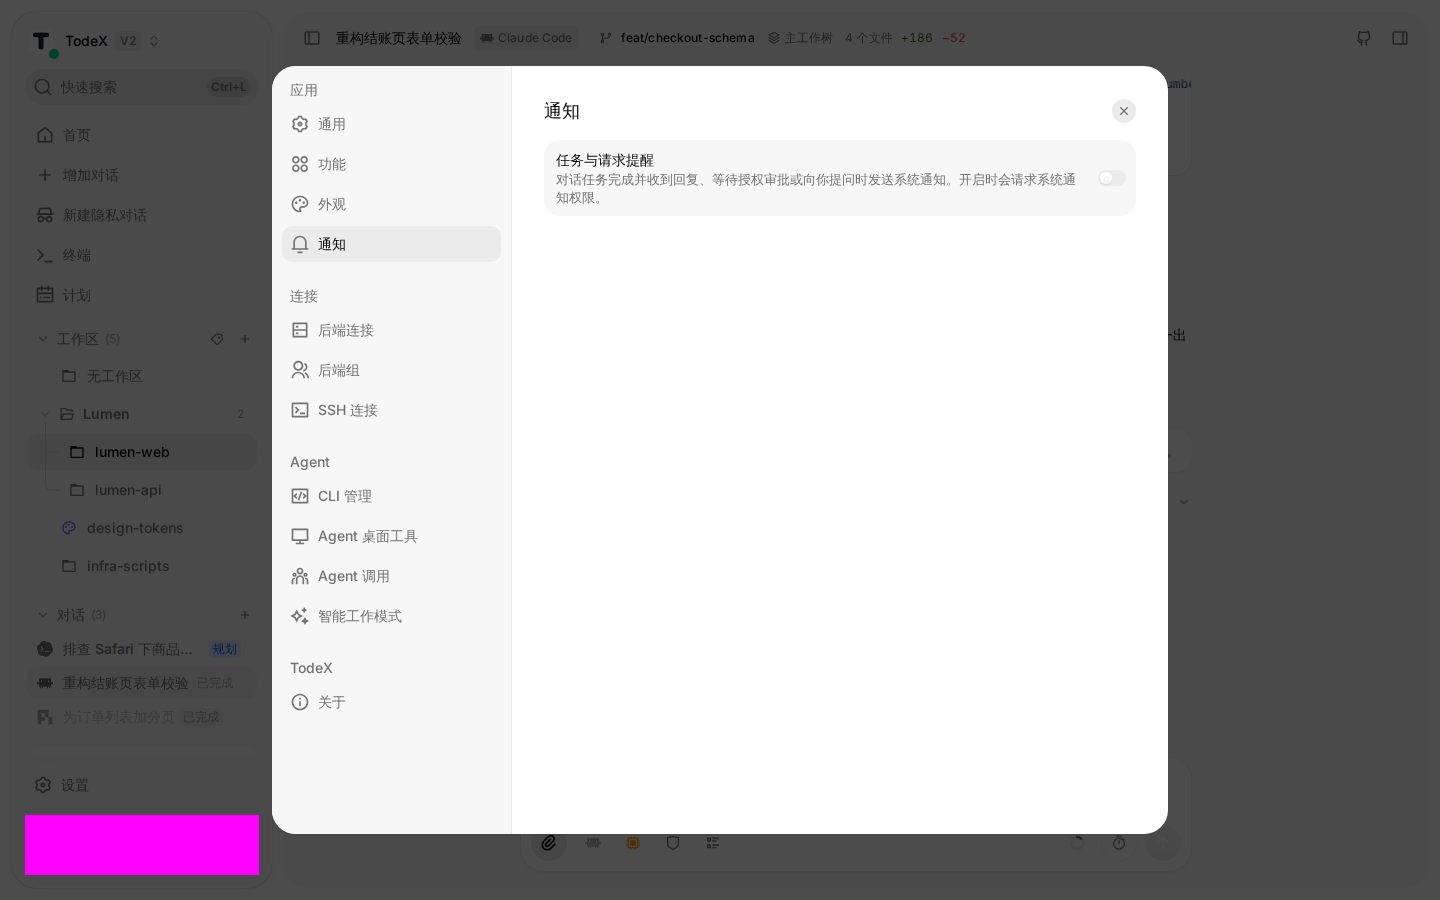 TodeX V2
快速搜索 Ctrl+L
首页
增加对话
新建隐私对话
终端
计划
工作区 (5)
无工作区
Lumen 2
lumen-web
lumen-api
design-tokens
infra-scripts
对话 (3)
排查 Safari 下商品... 规划
重构结账页表单校验 已完成
为订单列表加分页 已完成
设置
重构结账页表单校验 Claude Code feat/checkout-schema 主工作树 4 个文件 +186 -52
应用
通用
功能
外观
通知
连接
后端连接
后端组
SSH 连接
Agent
CLI 管理
Agent 桌面工具
Agent 调用
智能工作模式
TodeX
关于
通知
任务与请求提醒
对话任务完成并收到回复、等待授权审批或向你提问时发送系统通知。开启时会请求系统通
知权限。
出